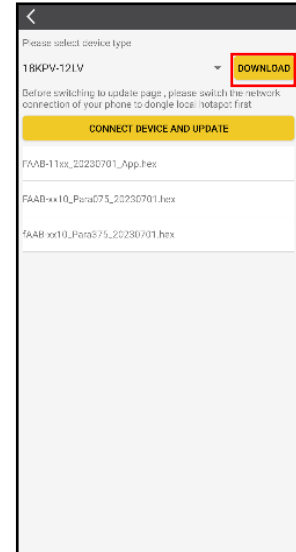 Please select device type
18KPV-12LV
DOWNLOAD
Before switching to update page , please switch the network
connection of your phone to dongle local hotspot first
CONNECT DEVICE AND UPDATE
FAAB-11xx_20230701_App.hex
FAAB-xx10_Para075_20230701.hex
fAAB-xx10_Para375_20230701.hex